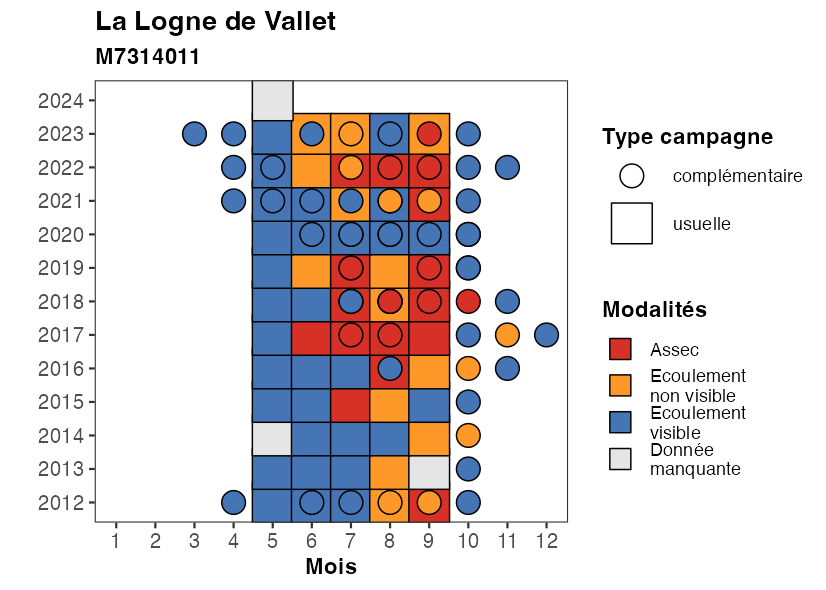 La Logne de Vallet
M7314011
2024
2023
2022
2021
2020
2019
2018
2017
2016
2015
2014
2013
2012
1 2 3 4 5 6 7 8 9 10 11 12
Mois
Type campagne
complémentaire
usuelle
Modalités
Assec
Ecoulement
non visible
Ecoulement
visible
Donnée
manquante